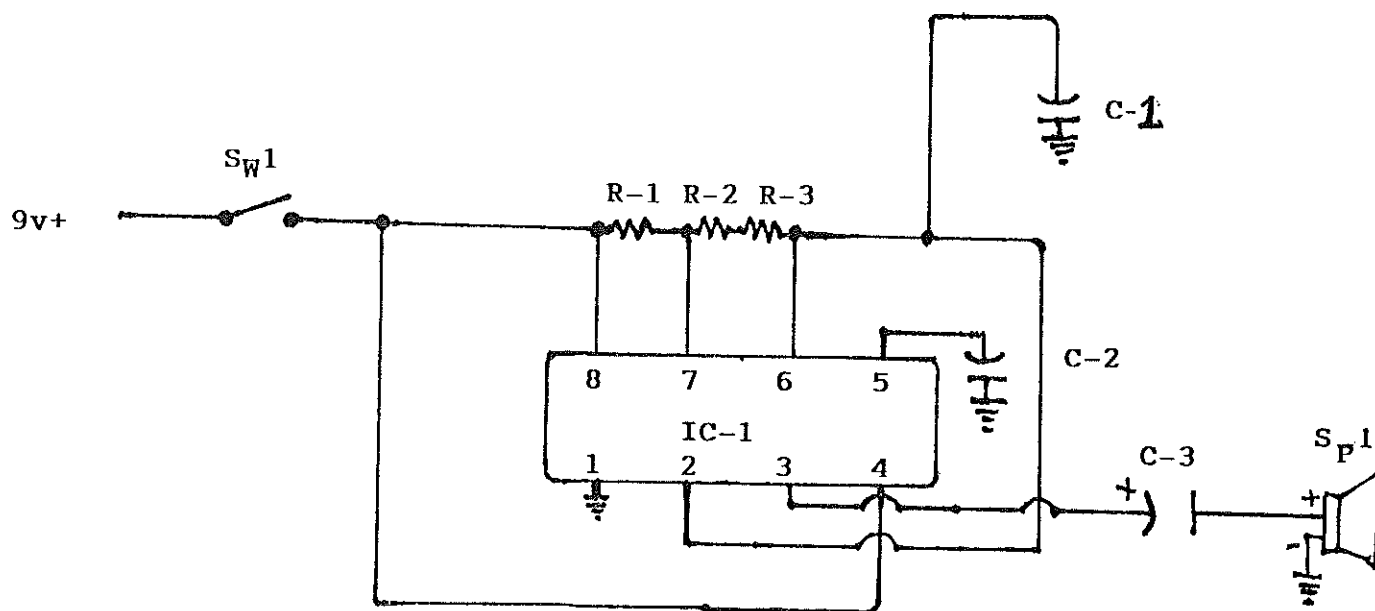 C-1
SW1
R-1 R-2 R-3
9v+
8 7 6 5
C-2
IC-1
1 2 3 4
C-3
SP1
+
+
-